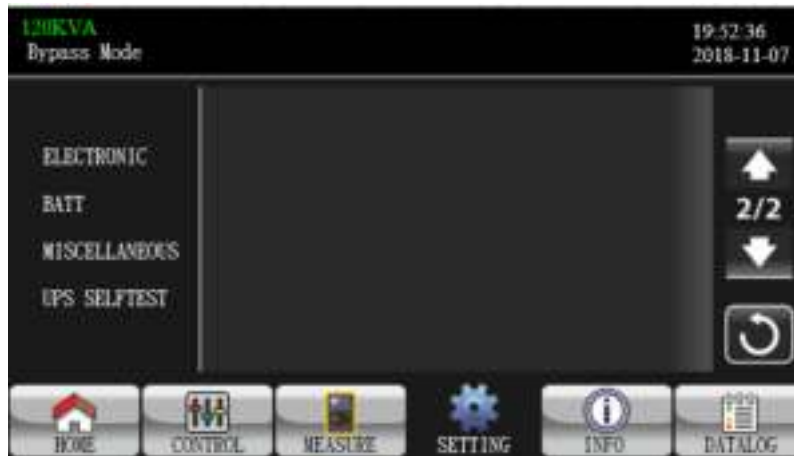 120KVA
Bypass Mode
19:52:36
2018-11-07
ELECTRONIC
BATT
MISCELLANEOUS
UPS SELFTEST
2/2
HOME CONTROL MEASURE SETTING INFO DATALOG